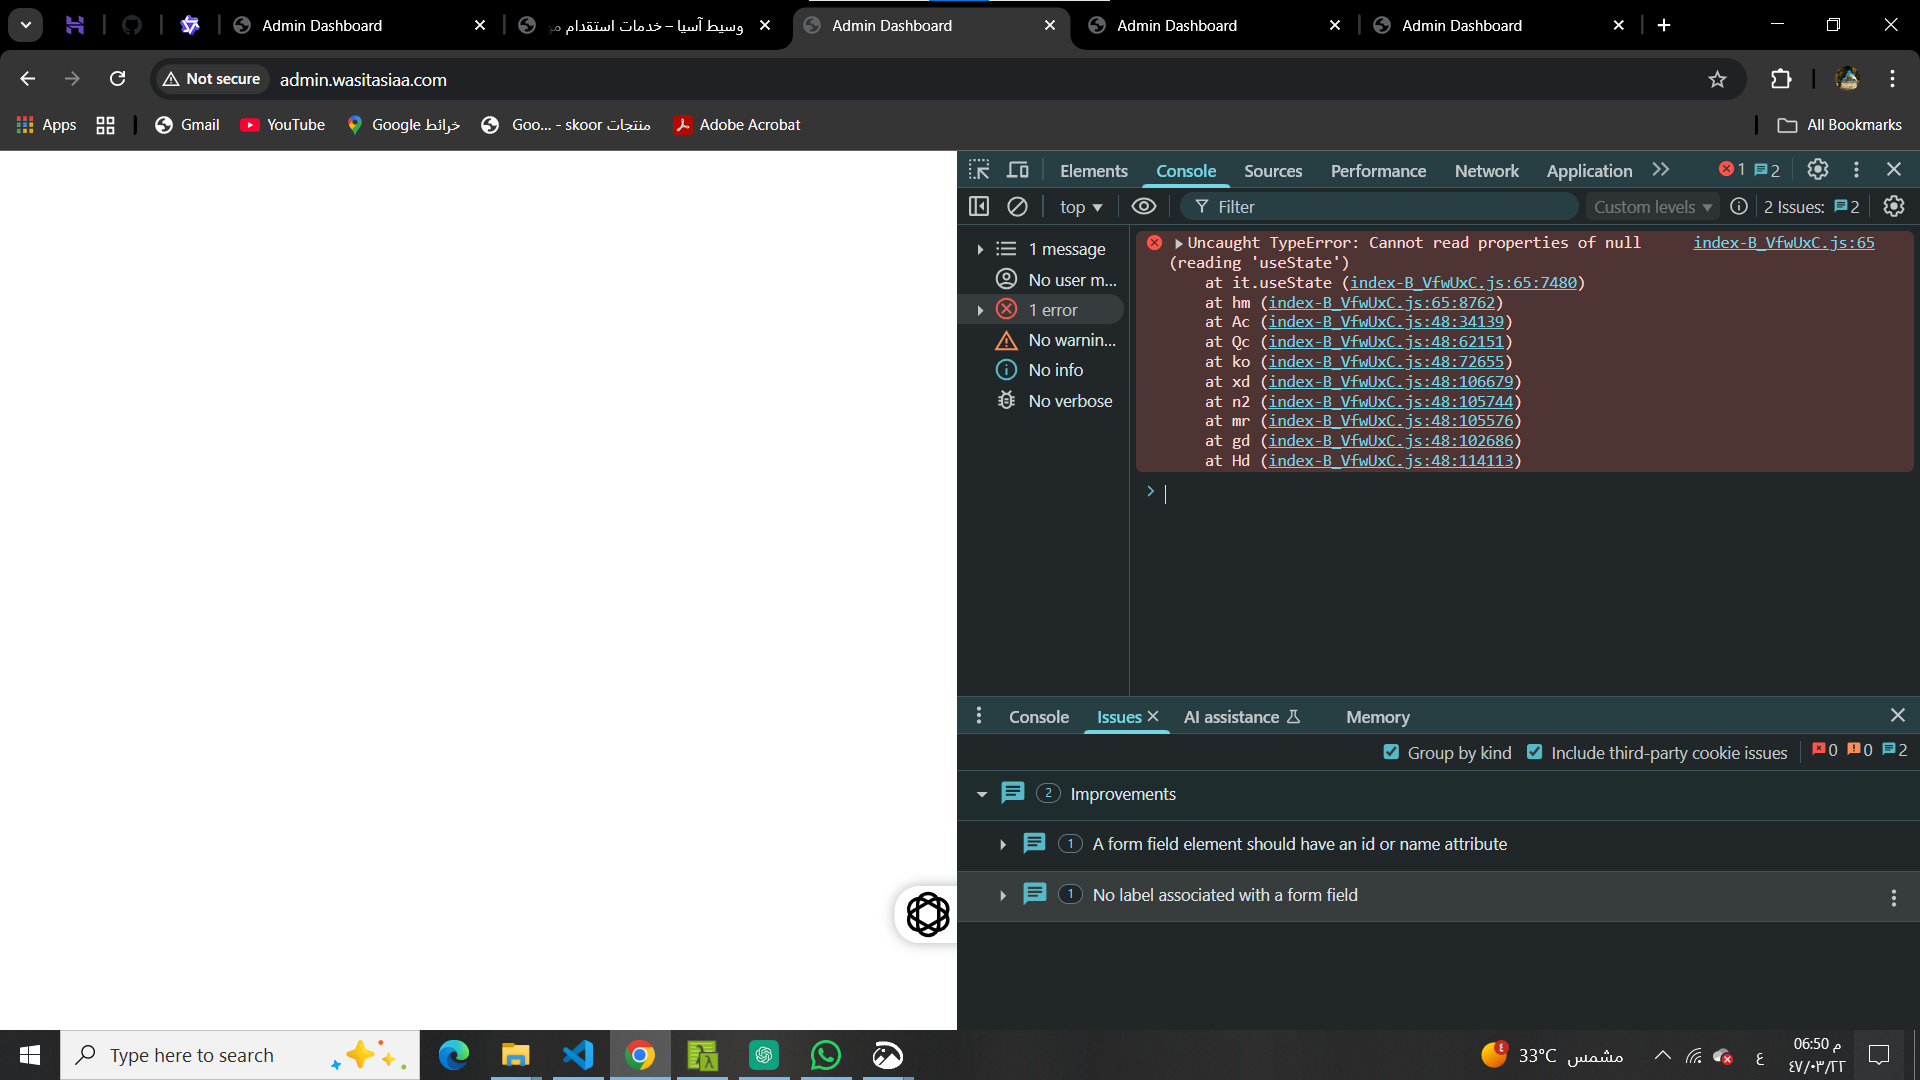 Admin Dashboard
وسيط آسيا – خدمات استقدام مر
Admin Dashboard
Admin Dashboard
Admin Dashboard
Not secure
admin.wasitasiaa.com
Apps
Gmail
YouTube
خرائط Google
منتجات skoor - Goo...
Adobe Acrobat
All Bookmarks
Elements
Console
Sources
Performance
Network
Application
1
2
top
Filter
Custom levels
2 Issues:
2
1 message
No user m...
1 error
No warnin...
No info
No verbose
Uncaught TypeError: Cannot read properties of null index-B_VfwUxC.js:65
(reading 'useState')
at it.useState (index-B_VfwUxC.js:65:7480)
at hm (index-B_VfwUxC.js:65:8762)
at Ac (index-B_VfwUxC.js:48:34139)
at Qc (index-B_VfwUxC.js:48:62151)
at ko (index-B_VfwUxC.js:48:72655)
at xd (index-B_VfwUxC.js:48:106679)
at n2 (index-B_VfwUxC.js:48:105744)
at mr (index-B_VfwUxC.js:48:105576)
at gd (index-B_VfwUxC.js:48:102686)
at Hd (index-B_VfwUxC.js:48:114113)
Console
Issues
AI assistance
Memory
Group by kind
Include third-party cookie issues
0
0
2
2 Improvements
1 A form field element should have an id or name attribute
1 No label associated with a form field
Type here to search
٤
33°C مشمس
ع
06:50 م
٤٧/٠٣/٢٢